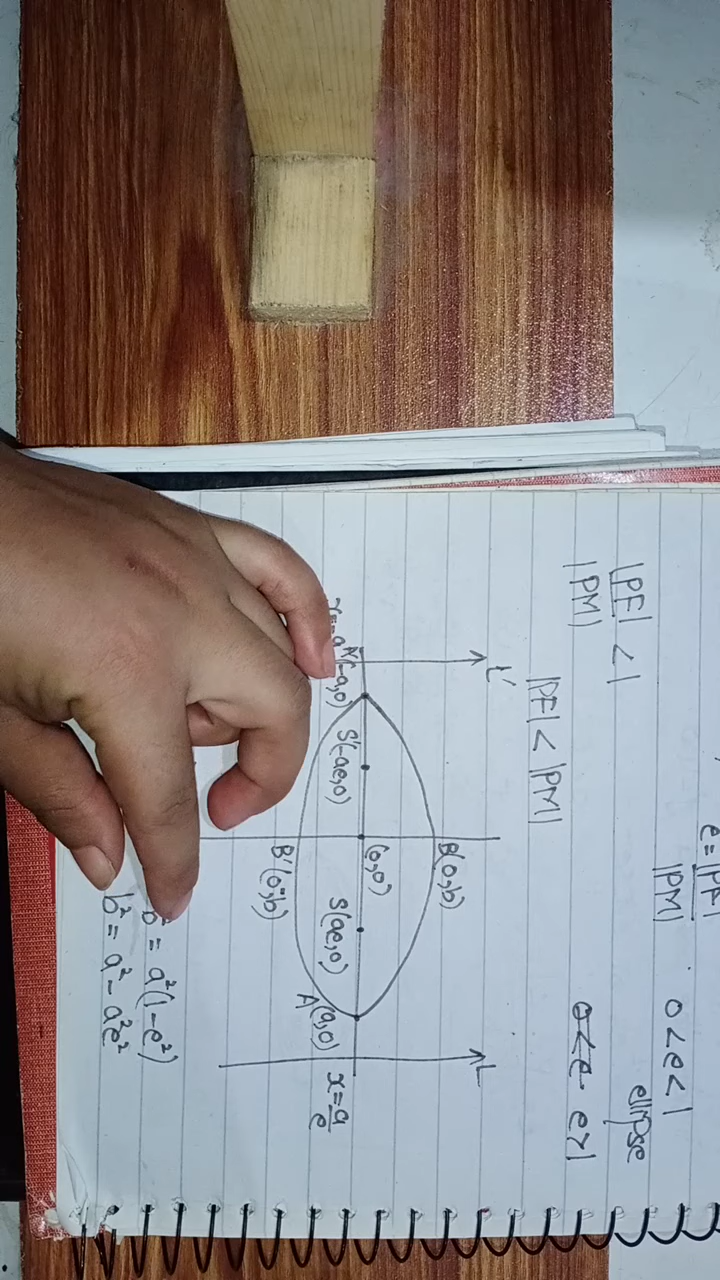 e = |PF|
|PM|
0 < e < 1
ellipse
|PF| < 1
|PM|
0 < e e > 1
|PF| < |PM|
L'
L
B(0,b)
A'(-a,0)
S'(-ae,0)
(0,0)
S(ae,0)
A(a,0)
x = a
e
B'(0,-b)
b² = a²(1-e²)
b² = a² - a²e²